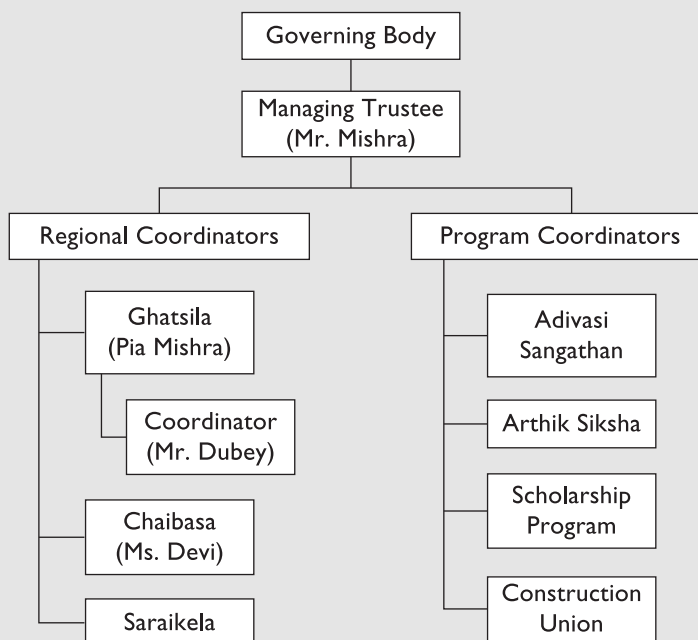 Governing Body
Managing Trustee
(Mr. Mishra)
Regional Coordinators
Ghatsila
(Pia Mishra)
Coordinator
(Mr. Dubey)
Chaibasa
(Ms. Devi)
Saraikela
Program Coordinators
Adivasi
Sangathan
Arthik Siksha
Scholarship
Program
Construction
Union